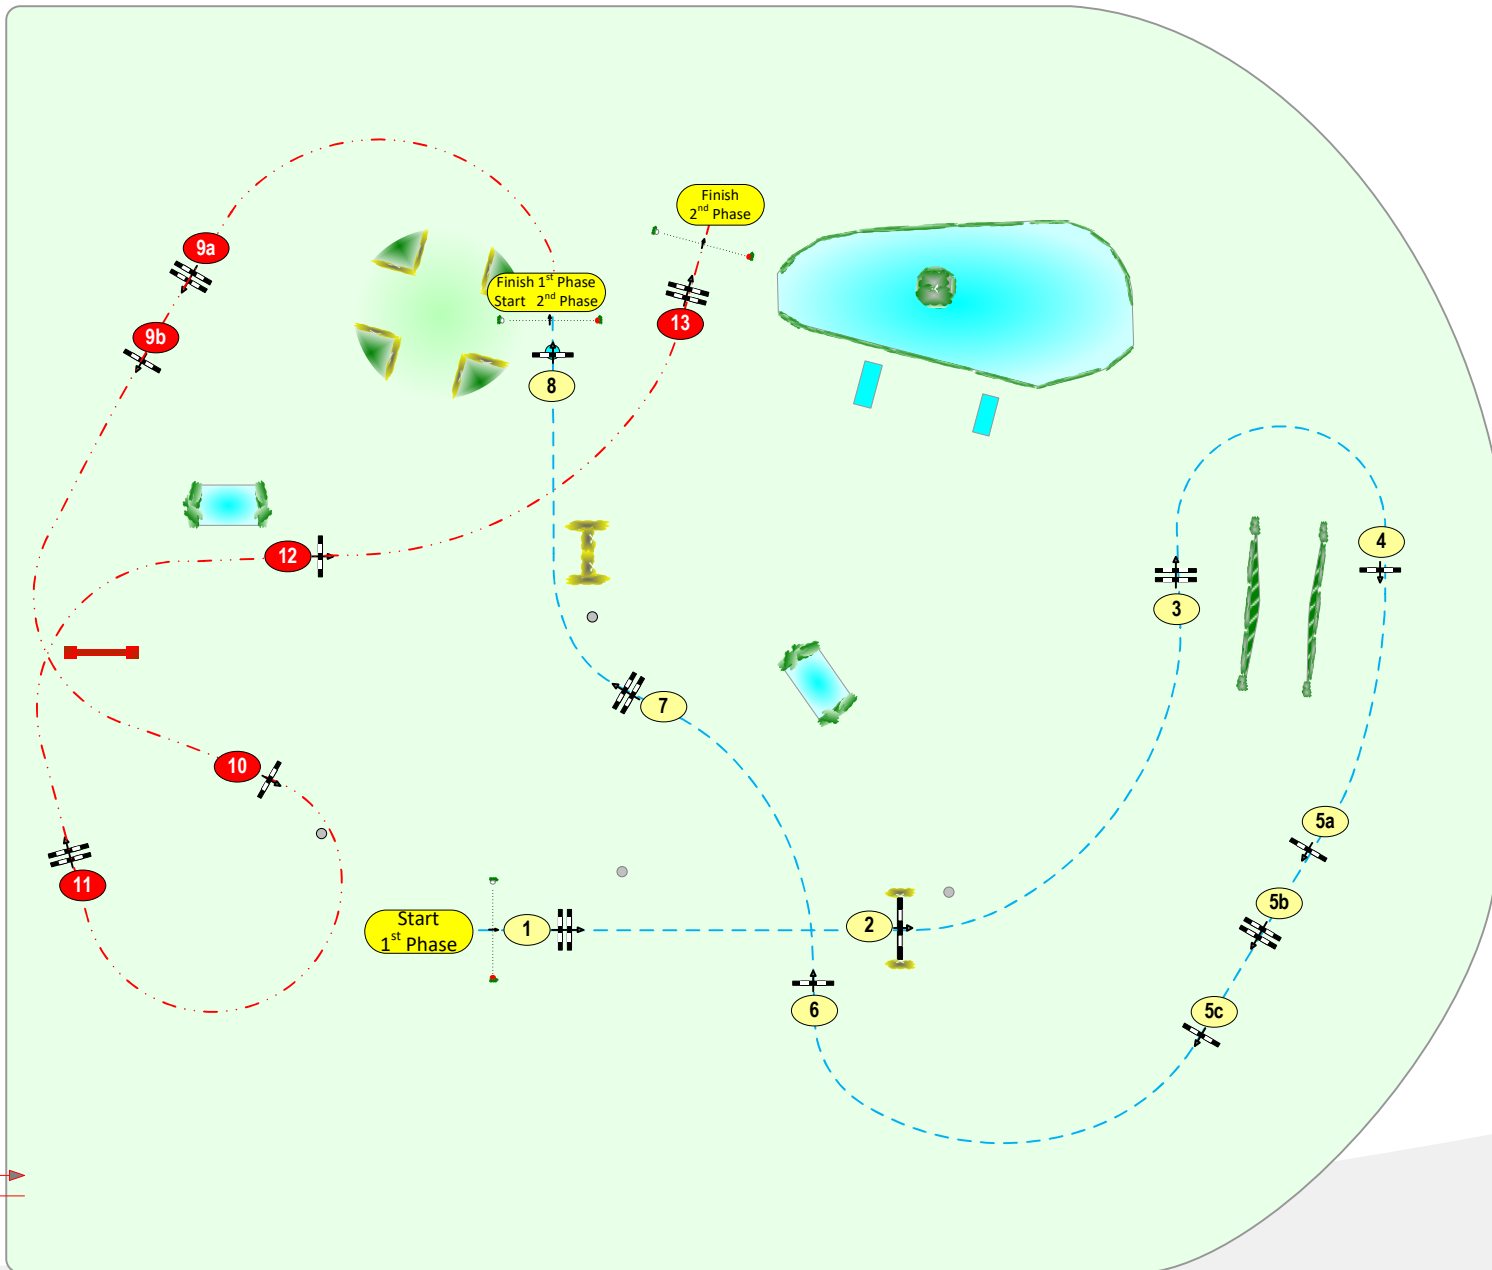 Finish
2nd Phase
9a
Finish 1st Phase
Start 2nd Phase
9b
13
8
4
12
3
7
10
5a
11
5b
Start
1st Phase
1
2
6
5c